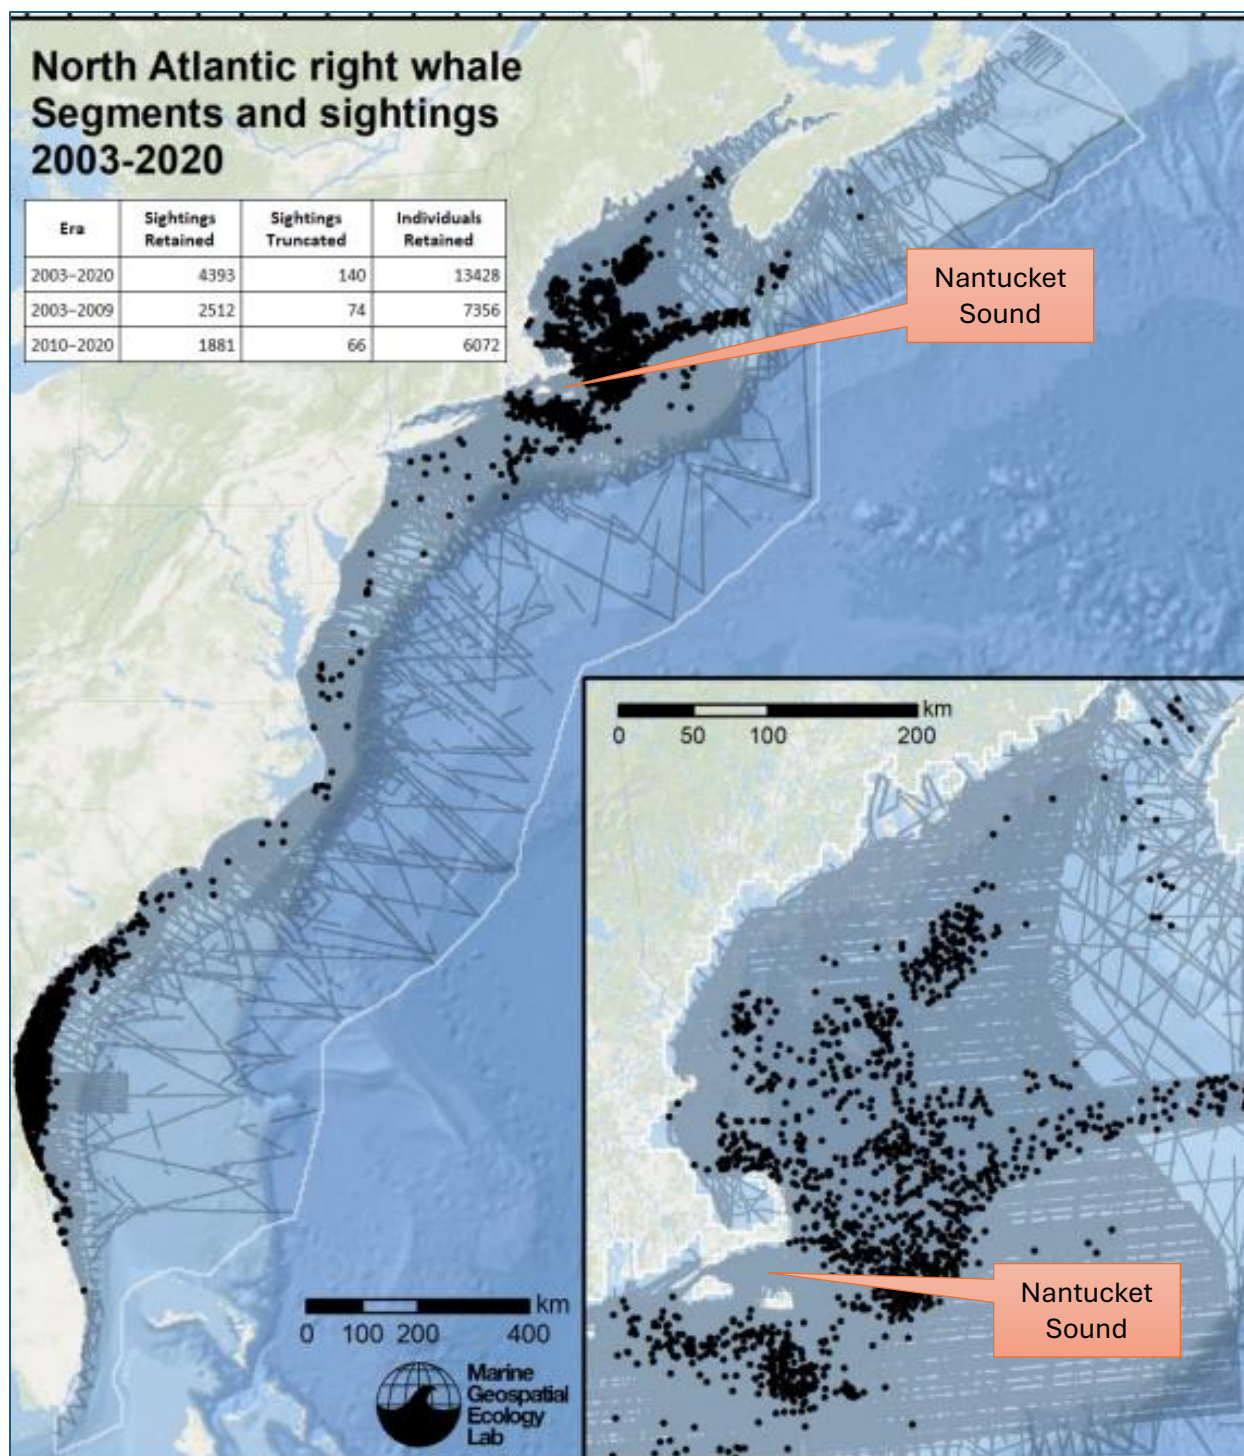 North Atlantic right whale
Segments and sightings
2003-2020
Era Sightings Retained Sightings Truncated Individuals Retained
2003–2020 4393 140 13428
2003–2009 2512 74 7356
2010–2020 1881 66 6072
Nantucket
Sound
km
0 50 100 200
Nantucket
Sound
km
0 100 200 400
Marine
Geospatial
Ecology
Lab